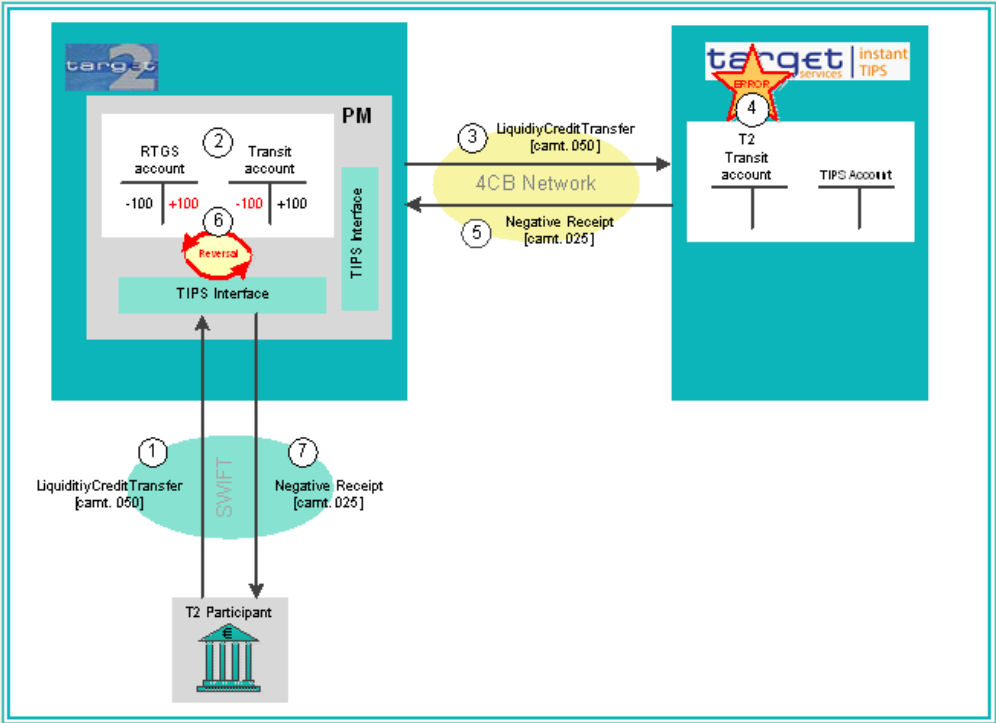 target
2
PM
2
RTGS
account
Transit
account
-100
+100
-100
+100
6
Reversal
TIPS Interface
TIPS Interface
3
LiquidiyCreditTransfer
[camt. 050]
4CB Network
5
Negative Receipt
[camt. 025]
target
services
instant
TIPS
ERROR
4
T2
Transit
account
TIPS Account
1
LiquiditiyCreditTransfer
[camt. 050]
SWIFT
7
Negative Receipt
[camt. 025]
T2 Participant
€